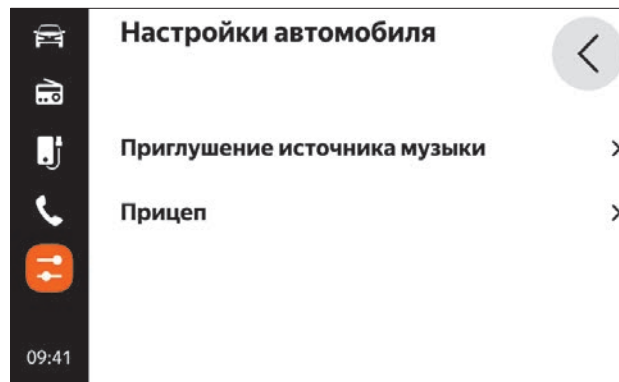 Настройки автомобиля
Приглушение источника музыки
Прицеп
09:41